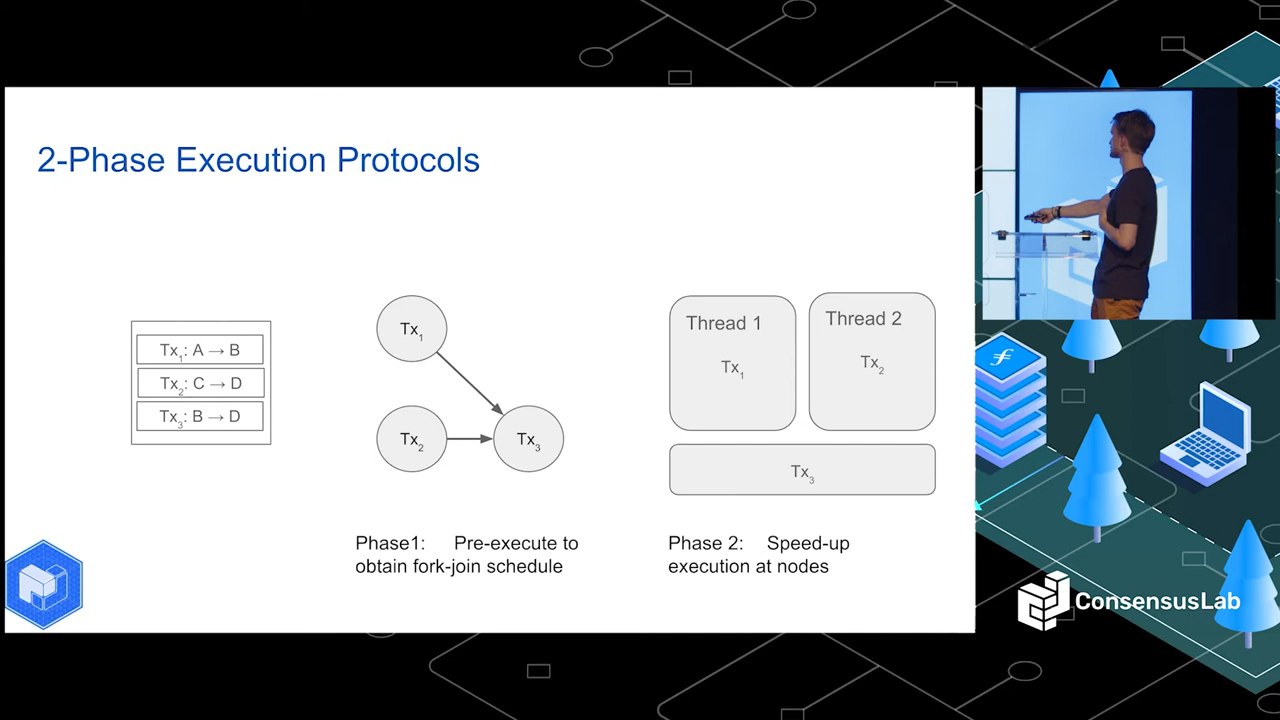 2-Phase Execution Protocols
Tx1: A → B
Tx2: C → D
Tx3: B → D
Tx1
Tx2
Tx3
Thread 1
Tx1
Thread 2
Tx2
Tx3
Phase1: Pre-execute to
obtain fork-join schedule
Phase 2: Speed-up
execution at nodes
ConsensusLab